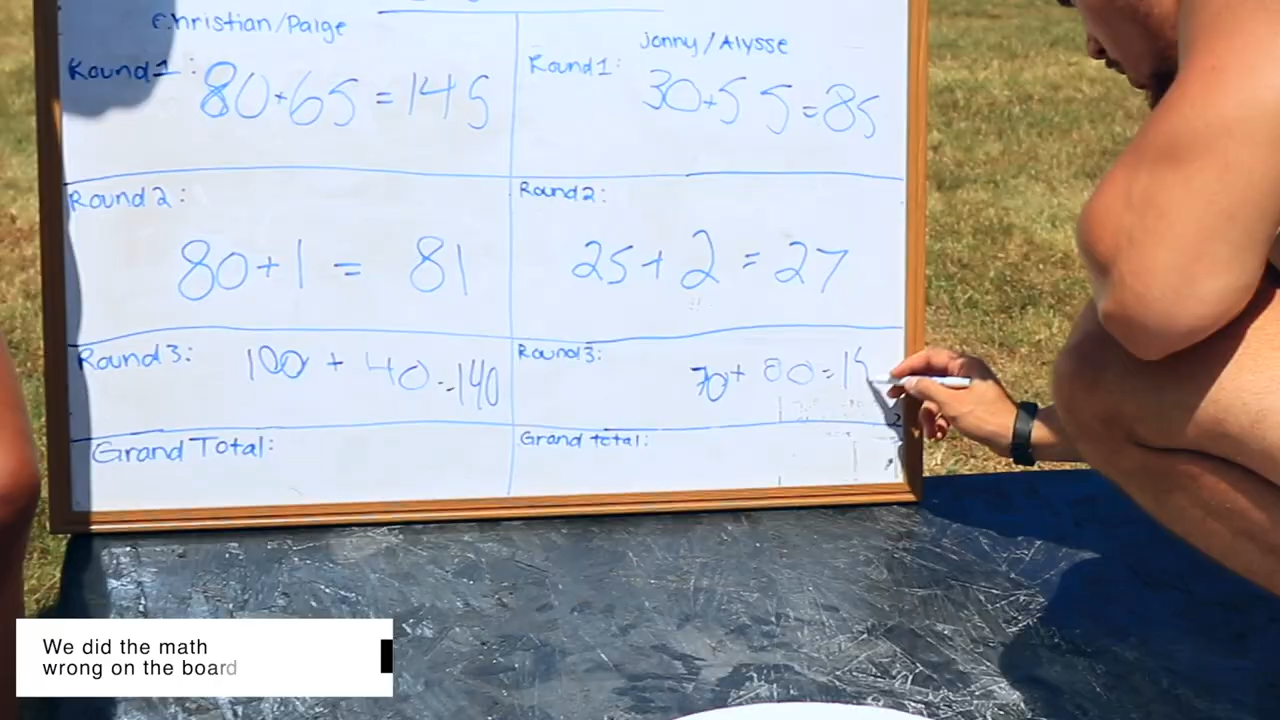 Christian/Paige
Round 1: 80+65=145
Round 2:
80+1 = 81
Round 3: 100 + 40=140
Grand Total:
Jonny/Alysse
Round 1: 30+55=85
Round 2:
25+2=27
Round 3:
70+ 80=15
Grand total:
We did the math
wrong on the board